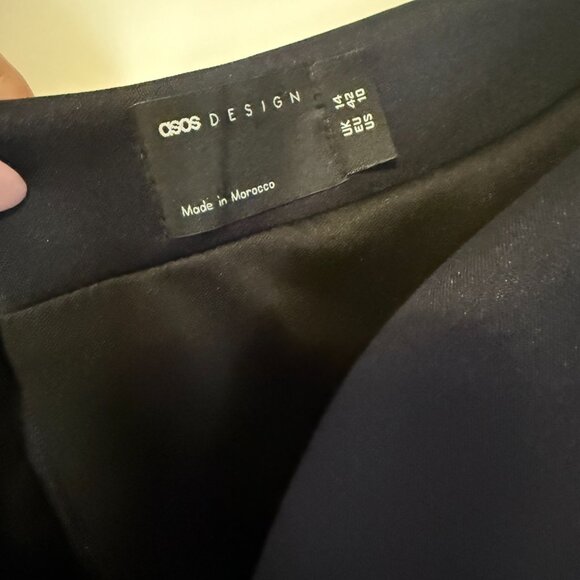 asos DESIGN
Made in Morocco
UK 14
EU 42
US 10